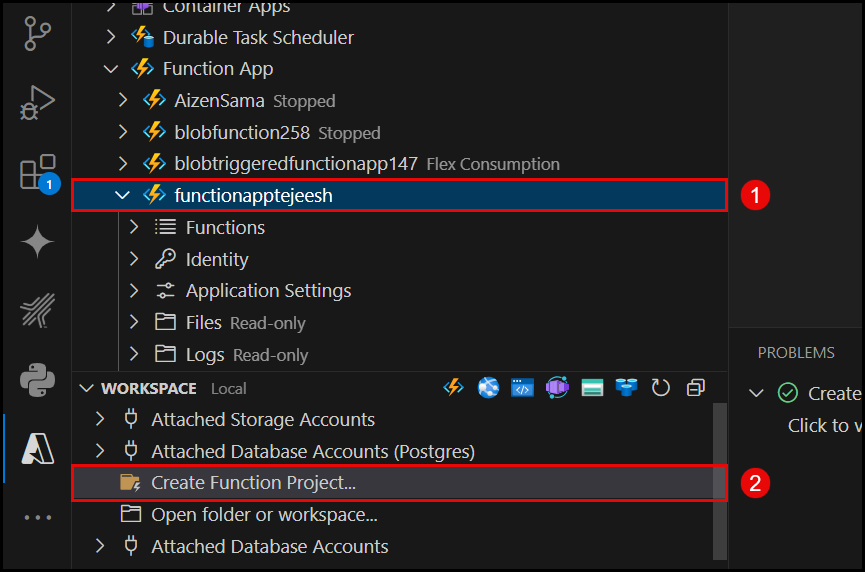 Container Apps
Durable Task Scheduler
Function App
AizenSama Stopped
blobfunction258 Stopped
blobtriggeredfunctionapp147 Flex Consumption
functionapptejeesh
1
Functions
Identity
Application Settings
Files Read-only
Logs Read-only
WORKSPACE Local
Attached Storage Accounts
Attached Database Accounts (Postgres)
Create Function Project...
2
Open folder or workspace...
Attached Database Accounts
1
PROBLEMS
Create
Click to v